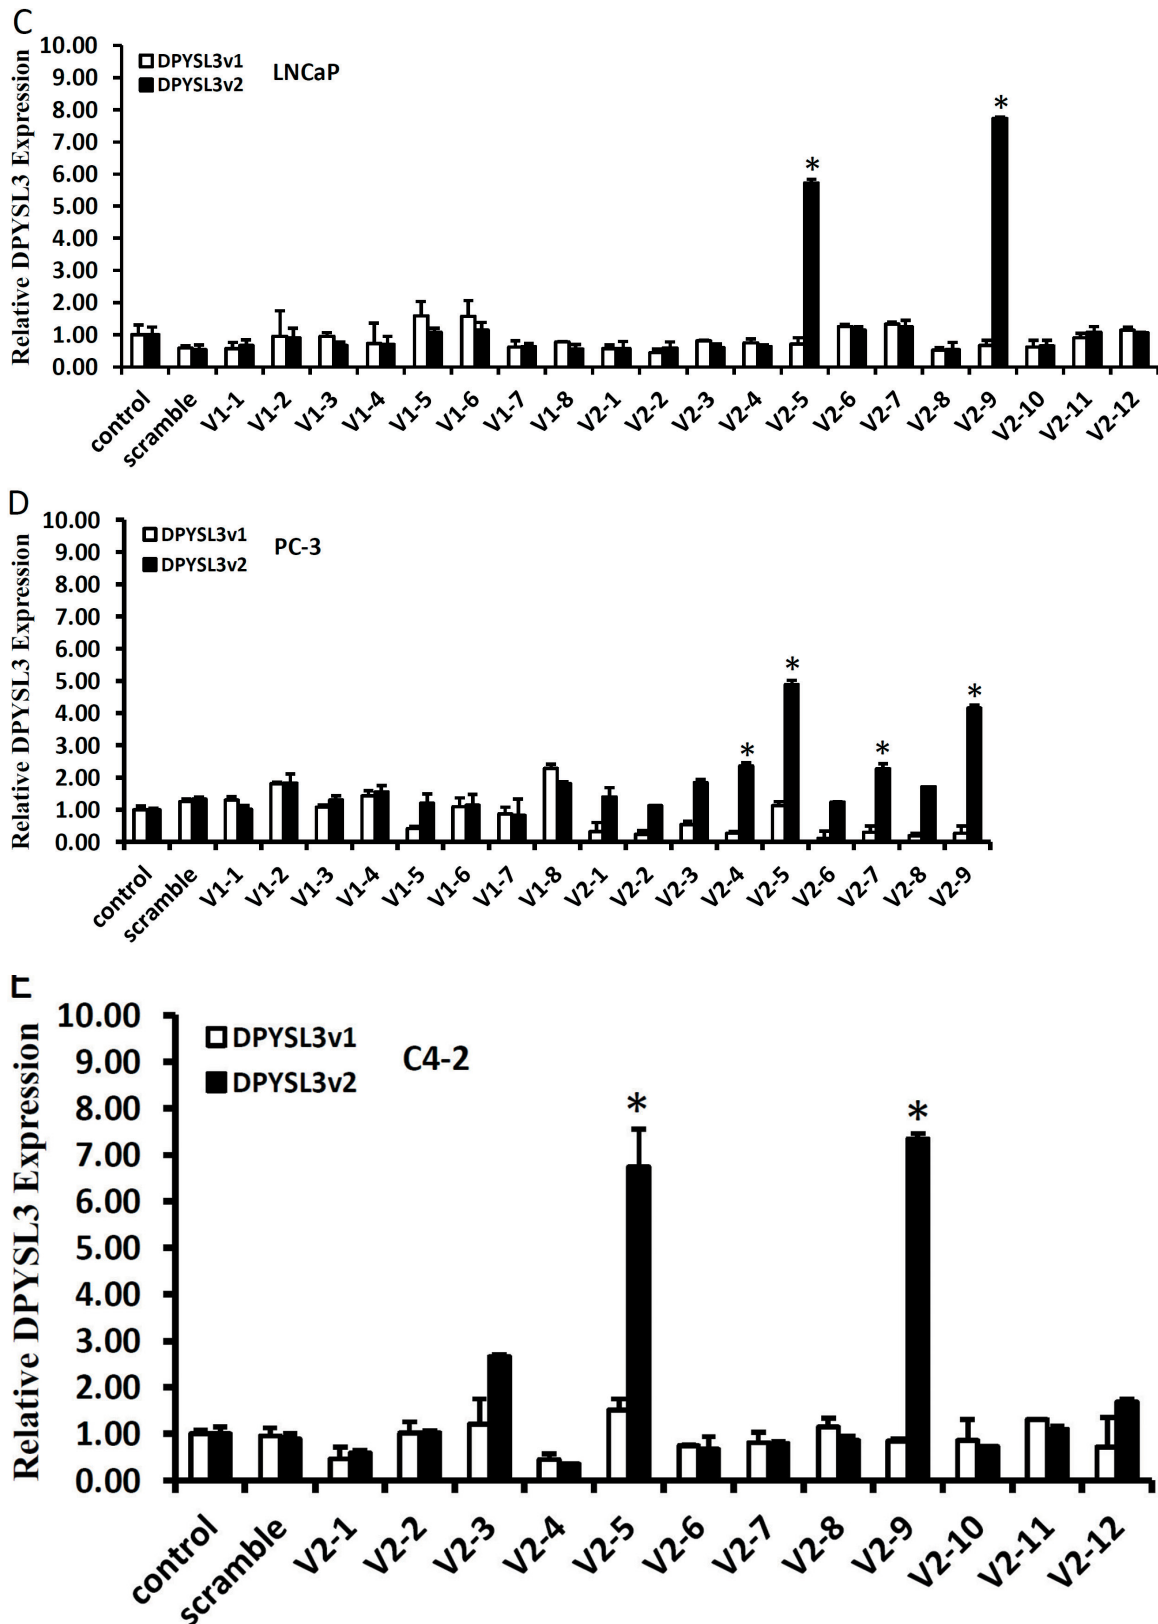 C
Relative DPYSL3 Expression
10.00
9.00
8.00
7.00
6.00
5.00
4.00
3.00
2.00
1.00
0.00
DPYSL3v1
DPYSL3v2
LNCaP
*
*
control
scramble
V1-1
V1-2
V1-3
V1-4
V1-5
V1-6
V1-7
V1-8
V2-1
V2-2
V2-3
V2-4
V2-5
V2-6
V2-7
V2-8
V2-9
V2-10
V2-11
V2-12
D
Relative DPYSL3 Expression
10.00
9.00
8.00
7.00
6.00
5.00
4.00
3.00
2.00
1.00
0.00
DPYSL3v1
DPYSL3v2
PC-3
*
*
*
*
control
scramble
V1-1
V1-2
V1-3
V1-4
V1-5
V1-6
V1-7
V1-8
V2-1
V2-2
V2-3
V2-4
V2-5
V2-6
V2-7
V2-8
V2-9
E
Relative DPYSL3 Expression
10.00
9.00
8.00
7.00
6.00
5.00
4.00
3.00
2.00
1.00
0.00
DPYSL3v1
DPYSL3v2
C4-2
*
*
control
scramble
V2-1
V2-2
V2-3
V2-4
V2-5
V2-6
V2-7
V2-8
V2-9
V2-10
V2-11
V2-12